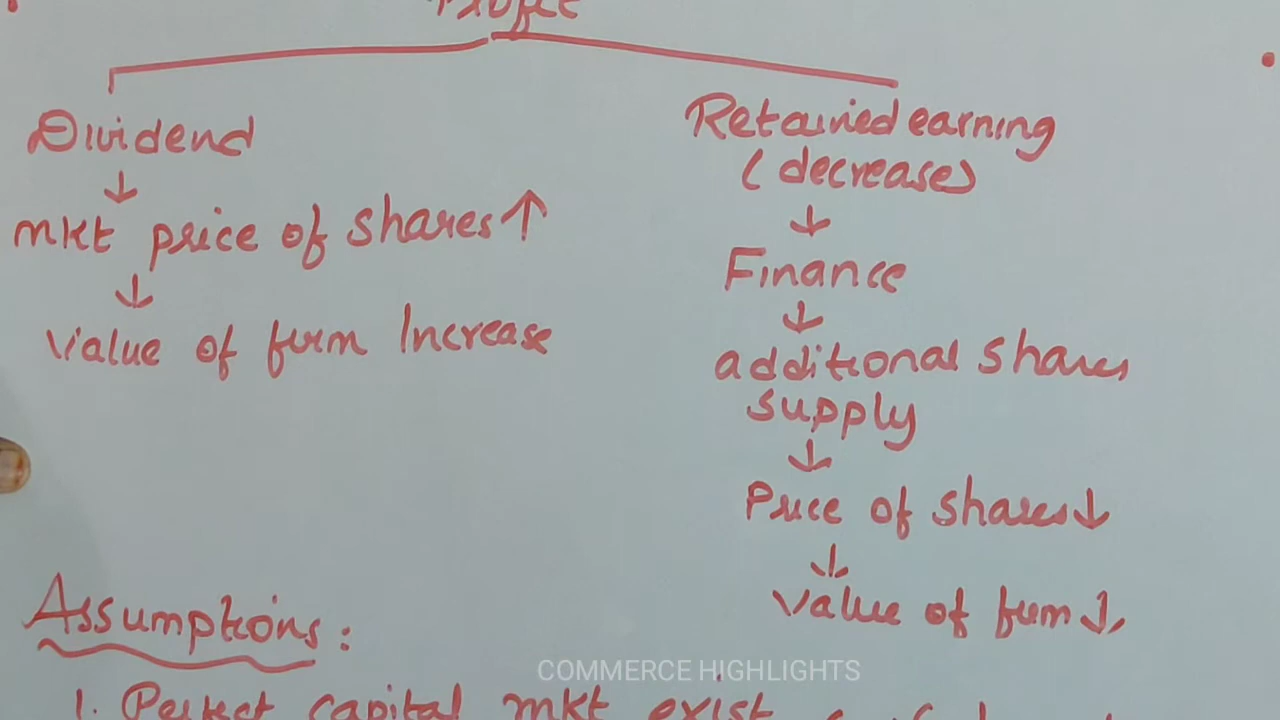 Profit
Dividend
↓
mkt price of shares ↑
↓
Value of firm Increase
Retained earning
(decrease)
↓
Finance
↓
additional shares
supply
↓
Price of shares ↓
↓
Value of firm ↓
Assumptions:
1. Perfect capital mkt exist
COMMERCE HIGHLIGHTS